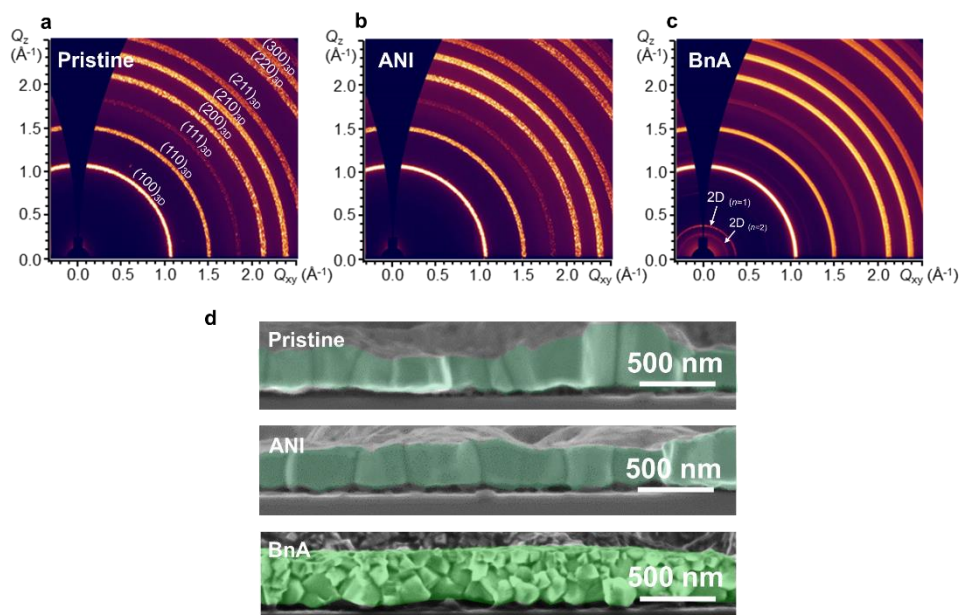 a
Qz
(Å-1)
Pristine
2.0
1.5
1.0
0.5
0.0
0.0 0.5 1.0 1.5 Qxy (Å-1)
(100)3D
(110)3D
(111)3D
(200)3D
(210)3D
(211)3D
(220)3D
(300)3D
b
Qz
(Å-1)
ANI
2.0
1.5
1.0
0.5
0.0
0.0 0.5 1.0 1.5 2.0 Qxy (Å-1)
c
Qz
(Å-1)
BnA
2.0
1.5
1.0
0.5
0.0
0.0 0.5 1.0 1.5 2.0 Qxy (Å-1)
2D (n=1)
2D (n=2)
d
Pristine
500 nm
ANI
500 nm
BnA
500 nm